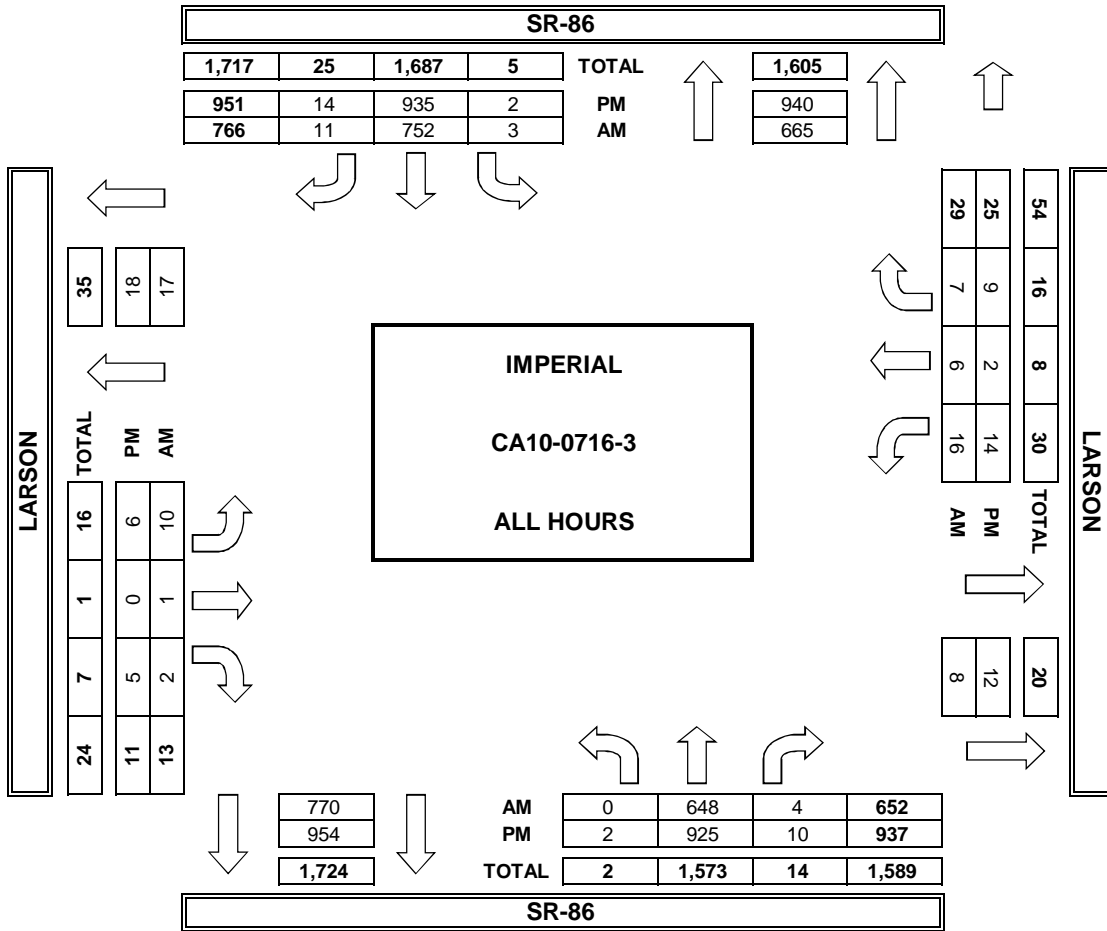 SR-86
1,717 25 1,687 5 TOTAL 1,605
951 14 935 2 PM 940
766 11 752 3 AM 665
LARSON
35 18 17
TOTAL PM AM
16 6 10
1 0 1
7 5 2
24 11 13
IMPERIAL
CA10-0716-3
ALL HOURS
29 25 54
7 9 16
6 2 8
16 14 30
AM PM TOTAL
8 12 20
LARSON
770 AM 0 648 4 652
954 PM 2 925 10 937
1,724 TOTAL 2 1,573 14 1,589
SR-86